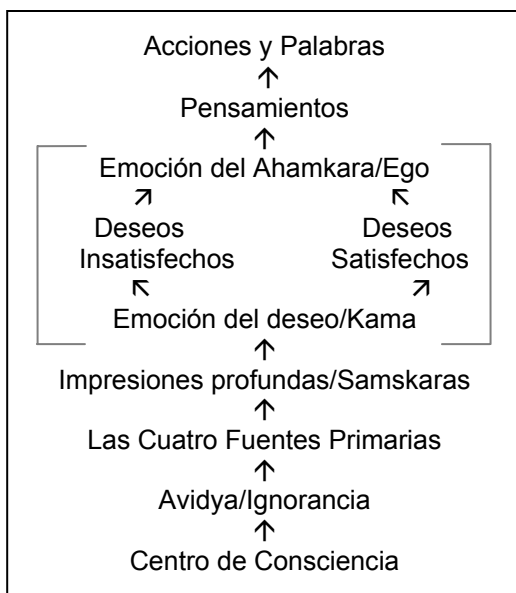 Acciones y Palabras
↑
Pensamientos
↑
Emoción del Ahamkara/Ego
↗ ↖
Deseos Deseos
Insatisfechos Satisfechos
↖ ↗
Emoción del deseo/Kama
↑
Impresiones profundas/Samskaras
↑
Las Cuatro Fuentes Primarias
↑
Avidya/Ignorancia
↑
Centro de Consciencia